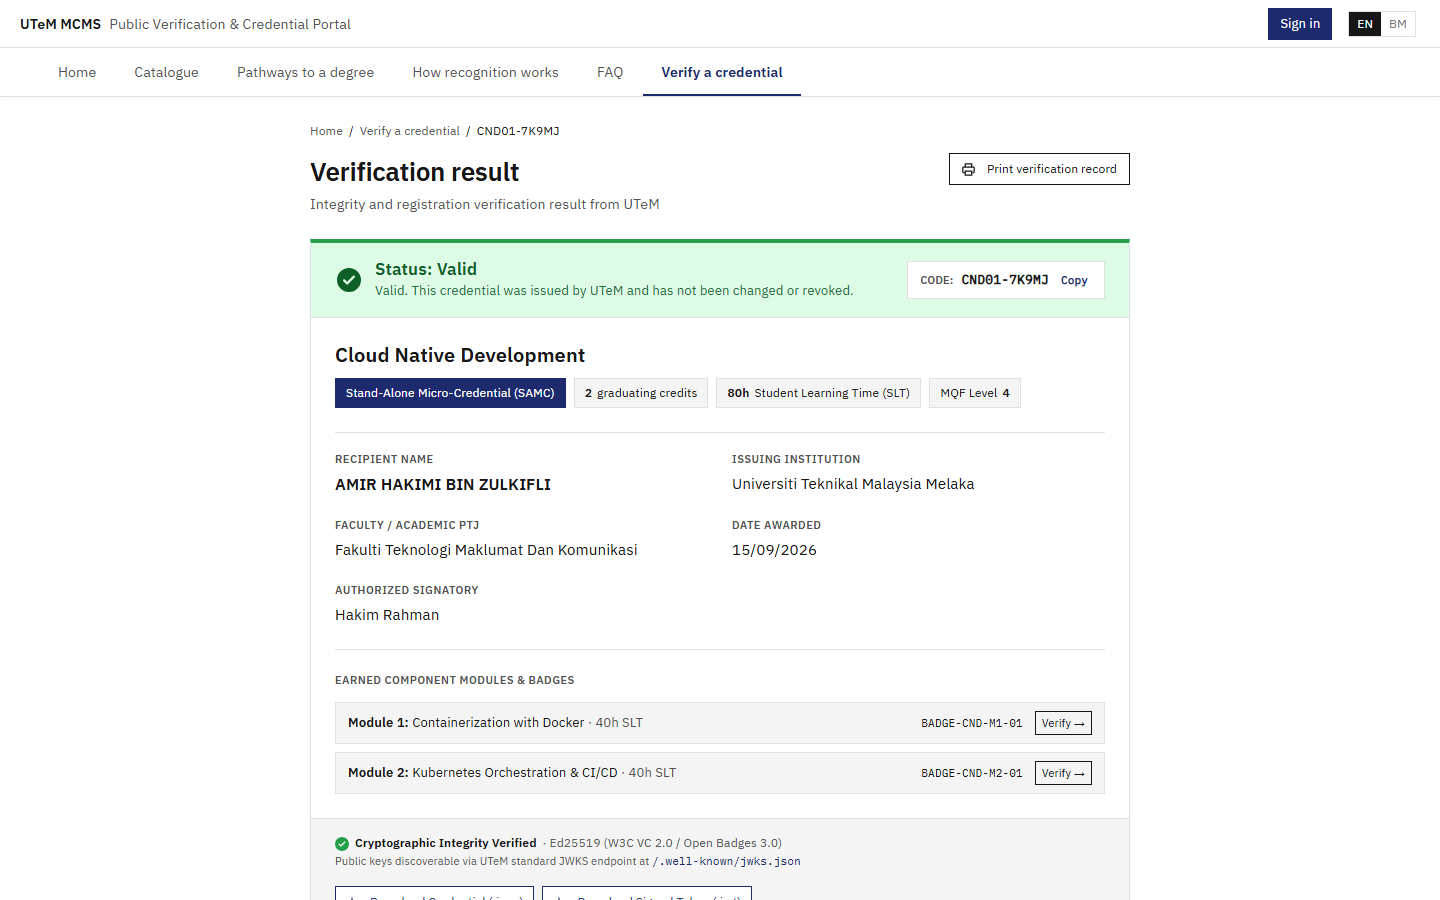 UTeM MCMS Public Verification & Credential Portal
Sign in
EN BM
Home Catalogue Pathways to a degree How recognition works FAQ Verify a credential
Home / Verify a credential / CND01-7K9MJ
Verification result
Print verification record
Integrity and registration verification result from UTeM
Status: Valid
Valid. This credential was issued by UTeM and has not been changed or revoked.
CODE: CND01-7K9MJ Copy
Cloud Native Development
Stand-Alone Micro-Credential (SAMC)
2 graduating credits
80h Student Learning Time (SLT)
MQF Level 4
RECIPIENT NAME
AMIR HAKIMI BIN ZULKIFLI
ISSUING INSTITUTION
Universiti Teknikal Malaysia Melaka
FACULTY / ACADEMIC PTJ
Fakulti Teknologi Maklumat Dan Komunikasi
DATE AWARDED
15/09/2026
AUTHORIZED SIGNATORY
Hakim Rahman
EARNED COMPONENT MODULES & BADGES
Module 1: Containerization with Docker · 40h SLT
BADGE-CND-M1-01 Verify →
Module 2: Kubernetes Orchestration & CI/CD · 40h SLT
BADGE-CND-M2-01 Verify →
Cryptographic Integrity Verified · Ed25519 (W3C VC 2.0 / Open Badges 3.0)
Public keys discoverable via UTeM standard JWKS endpoint at /.well-known/jwks.json